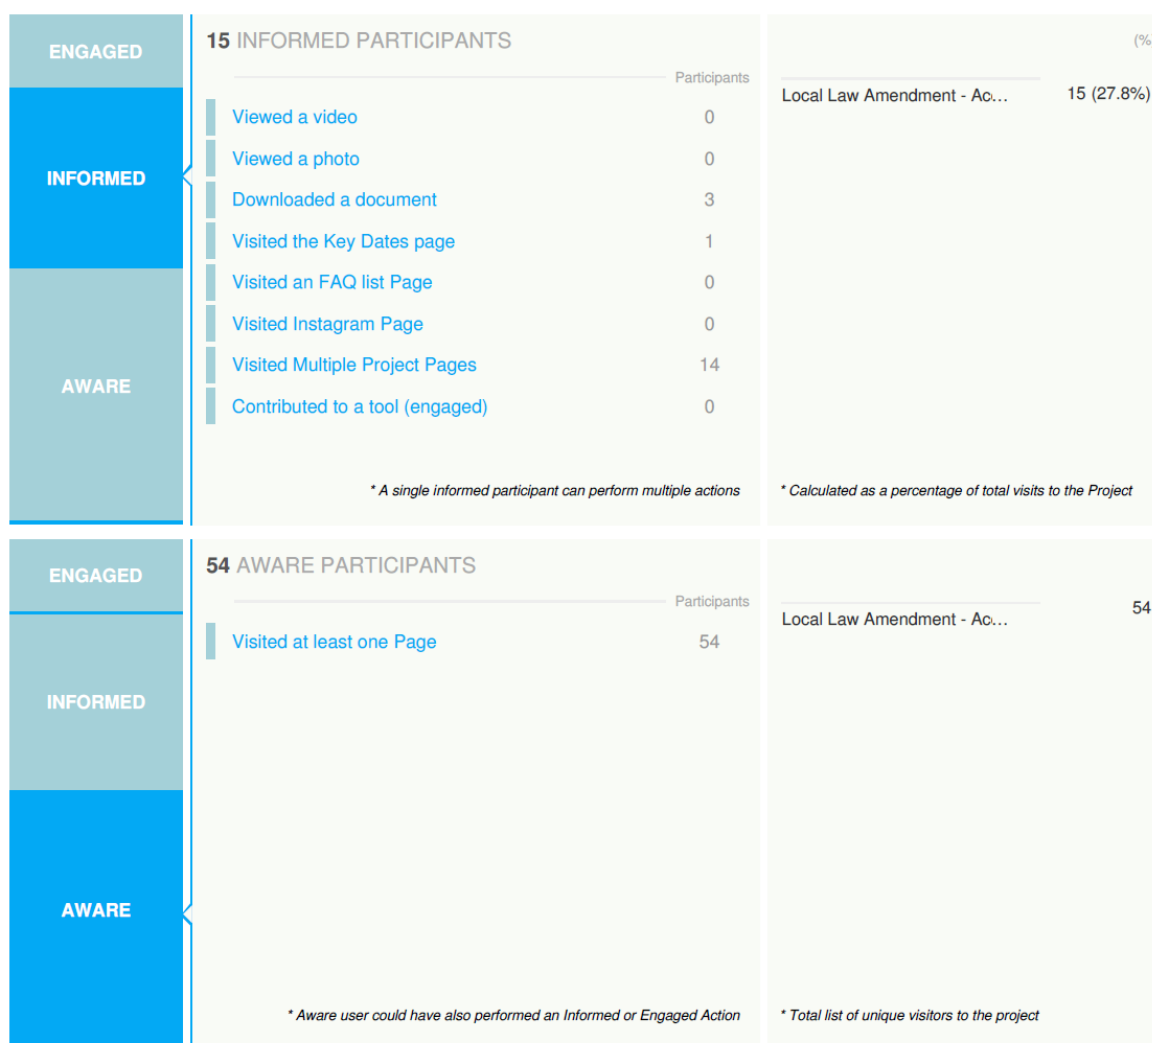 ENGAGED
INFORMED
AWARE
15 INFORMED PARTICIPANTS
Participants
Viewed a video 0
Viewed a photo 0
Downloaded a document 3
Visited the Key Dates page 1
Visited an FAQ list Page 0
Visited Instagram Page 0
Visited Multiple Project Pages 14
Contributed to a tool (engaged) 0
* A single informed participant can perform multiple actions
(%
Local Law Amendment - Ac… 15 (27.8%)
* Calculated as a percentage of total visits to the Project
ENGAGED
INFORMED
AWARE
54 AWARE PARTICIPANTS
Participants
Visited at least one Page 54
* Aware user could have also performed an Informed or Engaged Action
Local Law Amendment - Ac… 54
* Total list of unique visitors to the project